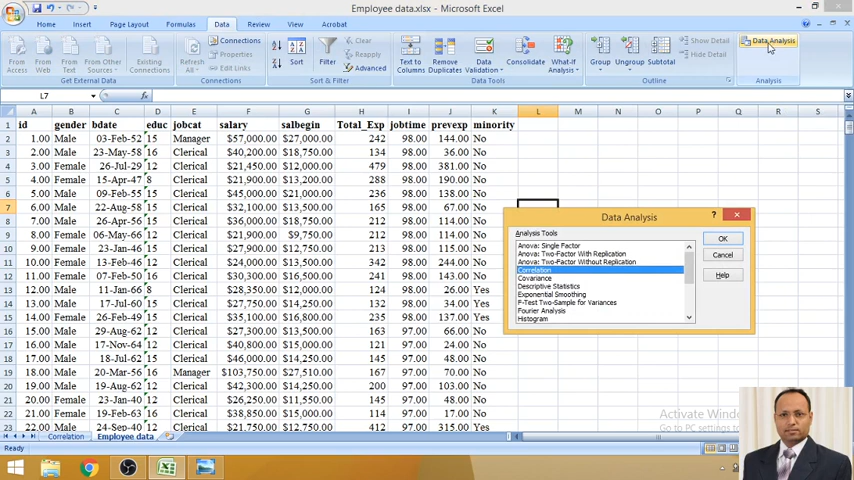 Employee data.xlsx - Microsoft Excel
Home Insert Page Layout Formulas Data Review View Acrobat
From Access From Web From Text From Other Sources Existing Connections
Get External Data
Refresh All Connections Properties Edit Links
Connections
Sort Filter Clear Reapply Advanced
Sort & Filter
Text to Columns Remove Duplicates Data Validation Consolidate What-If Analysis
Data Tools
Group Ungroup Subtotal Show Detail Hide Detail
Outline
Data Analysis
Analysis
L7 fx
A B C D E F G H I J K L M N O P Q R S
1 id gender bdate educ jobcat salary salbegin Total_Exp jobtime prevexp minority
2 1.00 Male 03-Feb-52 15 Manager $57,000.00 $27,000.00 242 98.00 144.00 No
3 2.00 Male 23-May-58 16 Clerical $40,200.00 $18,750.00 134 98.00 36.00 No
4 3.00 Female 26-Jul-29 12 Clerical $21,450.00 $12,000.00 479 98.00 381.00 No
5 4.00 Female 15-Apr-47 8 Clerical $21,900.00 $13,200.00 288 98.00 190.00 No
6 5.00 Male 09-Feb-55 15 Clerical $45,000.00 $21,000.00 236 98.00 138.00 No
7 6.00 Male 22-Aug-58 15 Clerical $32,100.00 $13,500.00 165 98.00 67.00 No
8 7.00 Male 26-Apr-56 15 Clerical $36,000.00 $18,750.00 212 98.00 114.00 No
9 8.00 Female 06-May-66 12 Clerical $21,900.00 $9,750.00 98.00 No
10 9.00 Female 23-Jan-46 15 Clerical $27,900.00 $12,750.00 213 98.00 115.00 No
11 10.00 Female 13-Feb-46 12 Clerical $24,000.00 $13,500.00 342 98.00 244.00 No
12 11.00 Female 07-Feb-50 16 Clerical $30,300.00 $16,500.00 241 98.00 143.00 No
13 12.00 Male 11-Jan-66 8 Clerical $28,350.00 $12,000.00 124 98.00 26.00 Yes
14 13.00 Male 17-Jul-60 15 Clerical $27,750.00 $14,250.00 132 98.00 34.00 Yes
15 14.00 Female 26-Feb-49 15 Clerical $35,100.00 $16,800.00 235 98.00 137.00 Yes
16 15.00 Male 29-Aug-62 12 Clerical $27,300.00 $13,500.00 163 97.00 66.00 No
17 16.00 Male 17-Nov-64 12 Clerical $40,800.00 $15,000.00 121 97.00 24.00 No
18 17.00 Male 18-Jul-62 15 Clerical $46,000.00 $14,250.00 145 97.00 48.00 No
19 18.00 Male 20-Mar-56 16 Manager $103,750.00 $27,510.00 167 97.00 70.00 No
20 19.00 Male 19-Aug-62 12 Clerical $42,300.00 $14,250.00 200 97.00 103.00 No
21 20.00 Female 23-Jan-40 12 Clerical $26,250.00 $11,550.00 145 97.00 48.00 No
22 21.00 Female 19-Feb-63 16 Clerical $38,850.00 $15,000.00 114 97.00 17.00 No
23 22.00 Male 24-Sep-40 12 Clerical $21,750.00 $12,750.00 412 97.00 315.00 Yes
Data Analysis ?
Analysis Tools
Anova: Single Factor
Anova: Two-Factor With Replication
Anova: Two-Factor Without Replication
Correlation
Covariance
Descriptive Statistics
Exponential Smoothing
F-Test Two-Sample for Variances
Fourier Analysis
Histogram
OK
Cancel
Help
Activate Windo
Go to PC settings to
Correlation Employee data
Ready